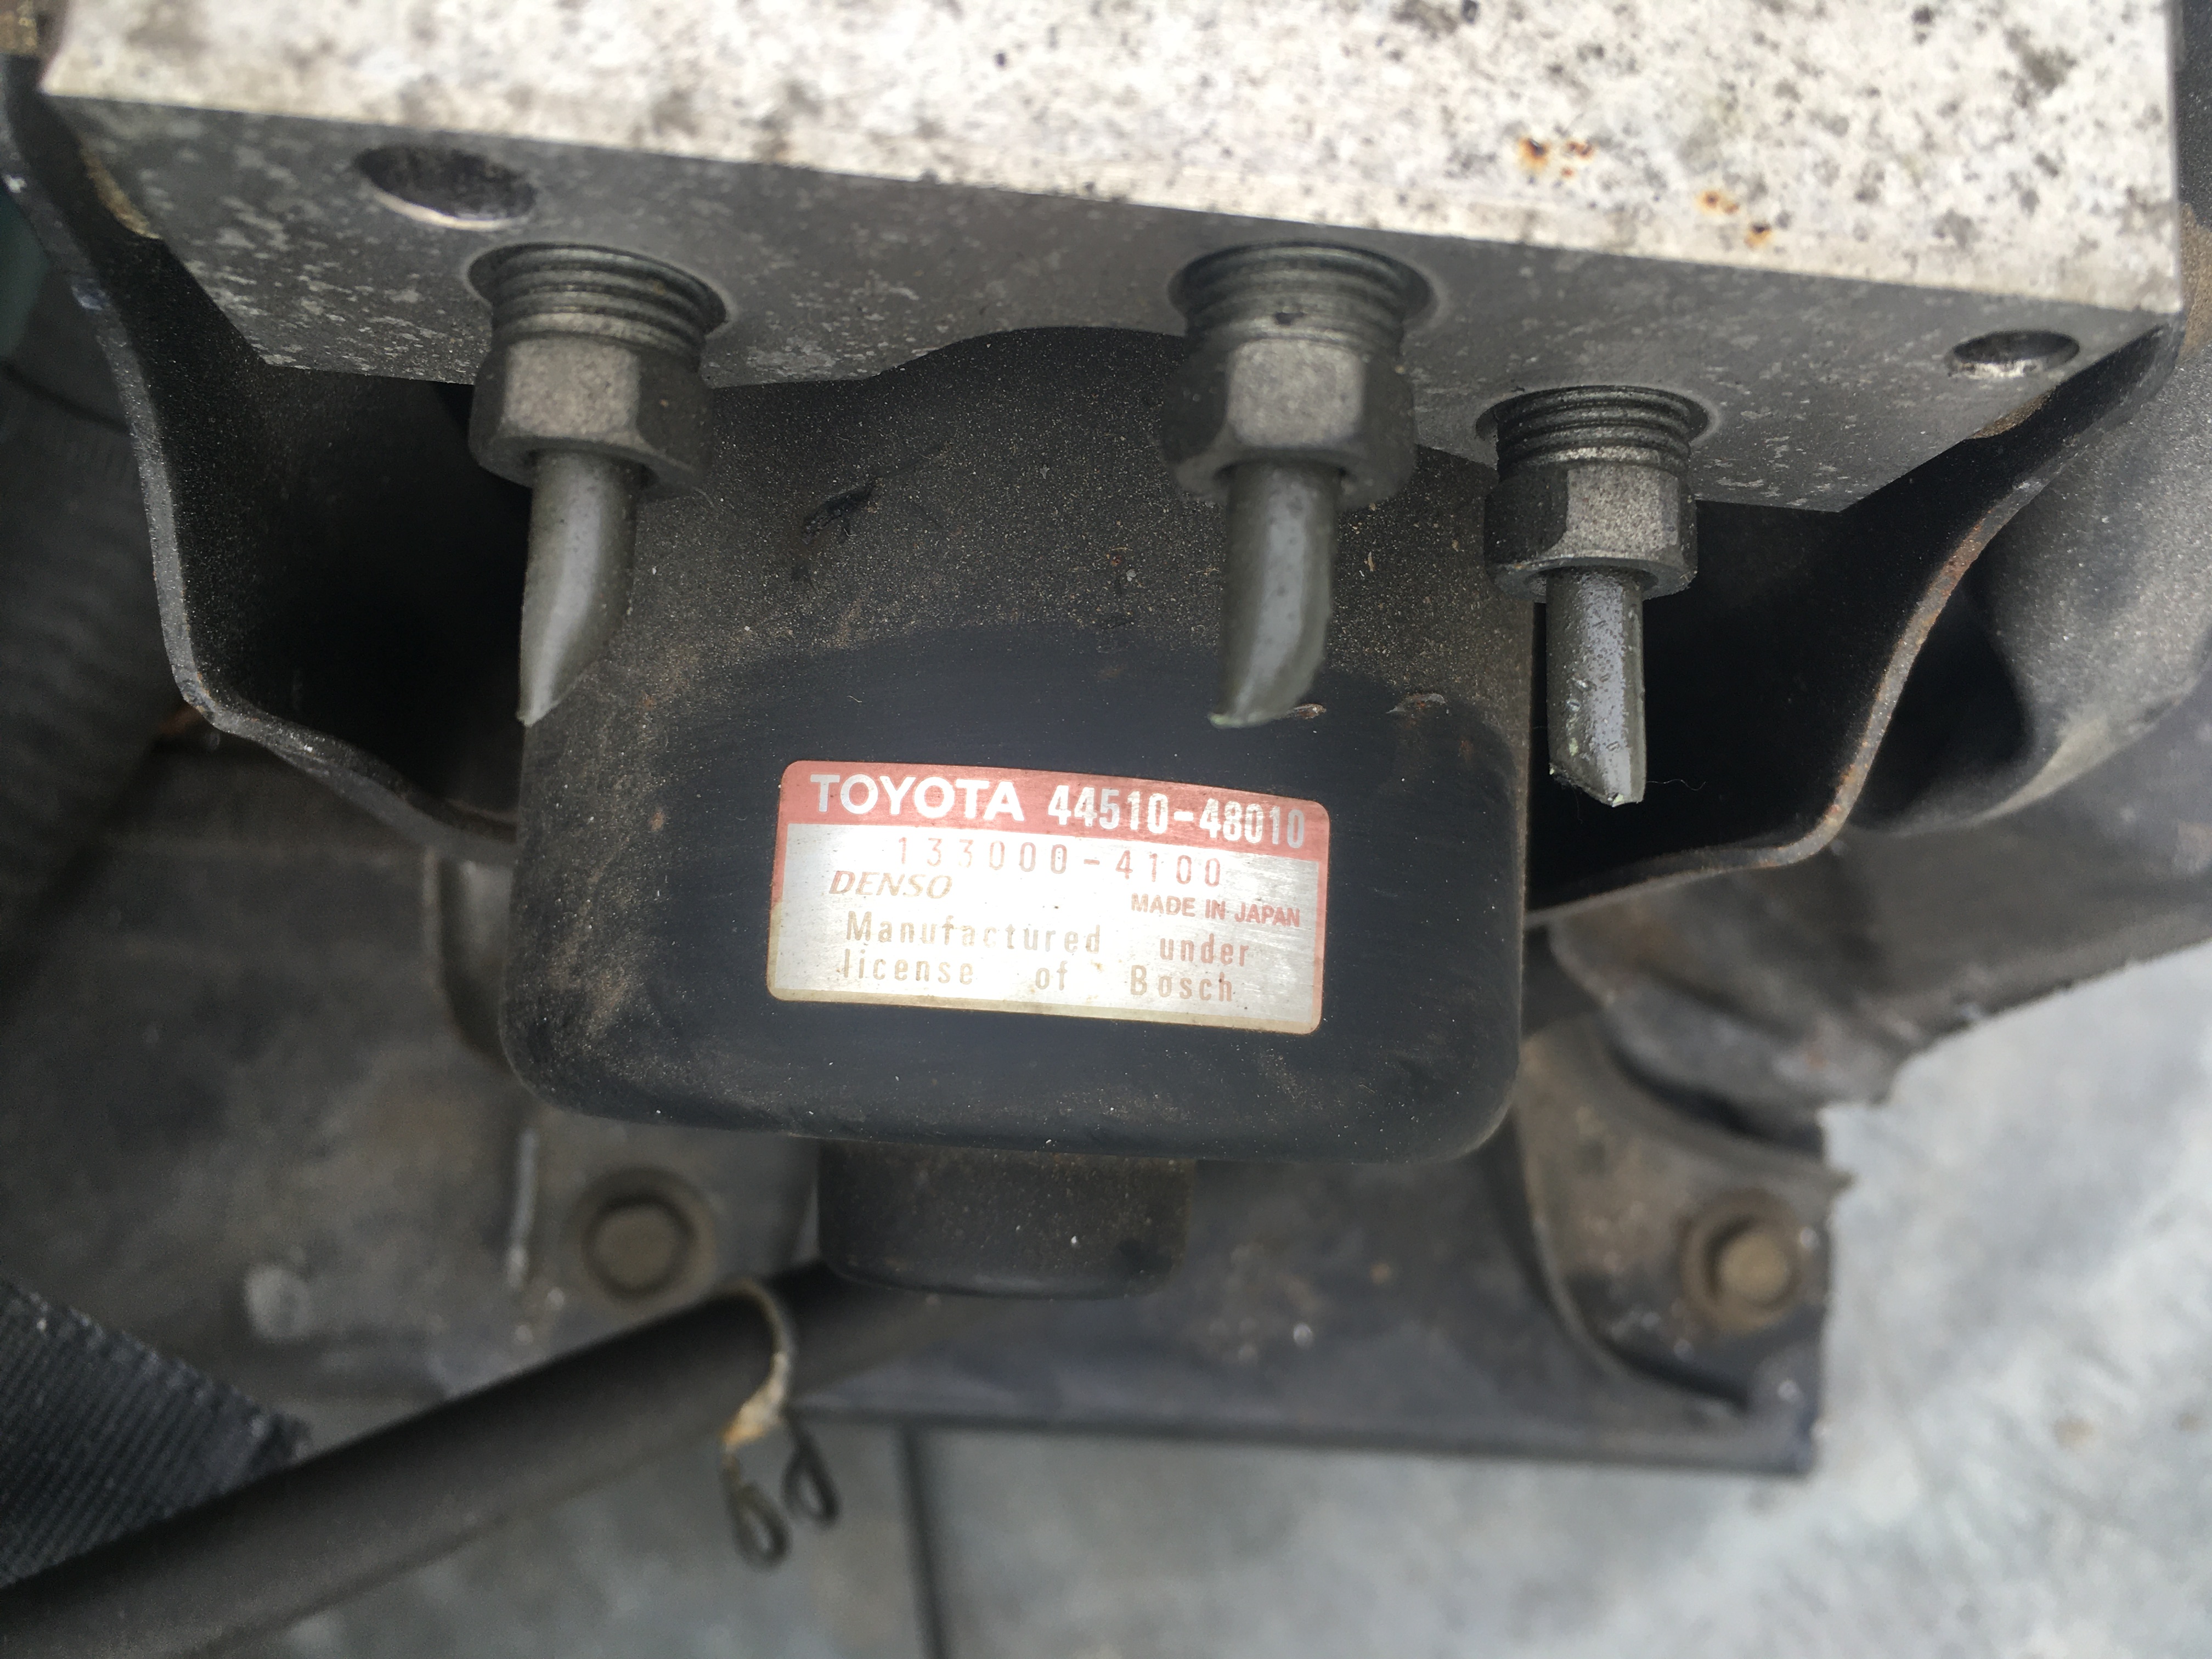 TOYOTA 44510-48010
133000-4100
DENSO
MADE IN JAPAN
Manufactured under
license of Bosch